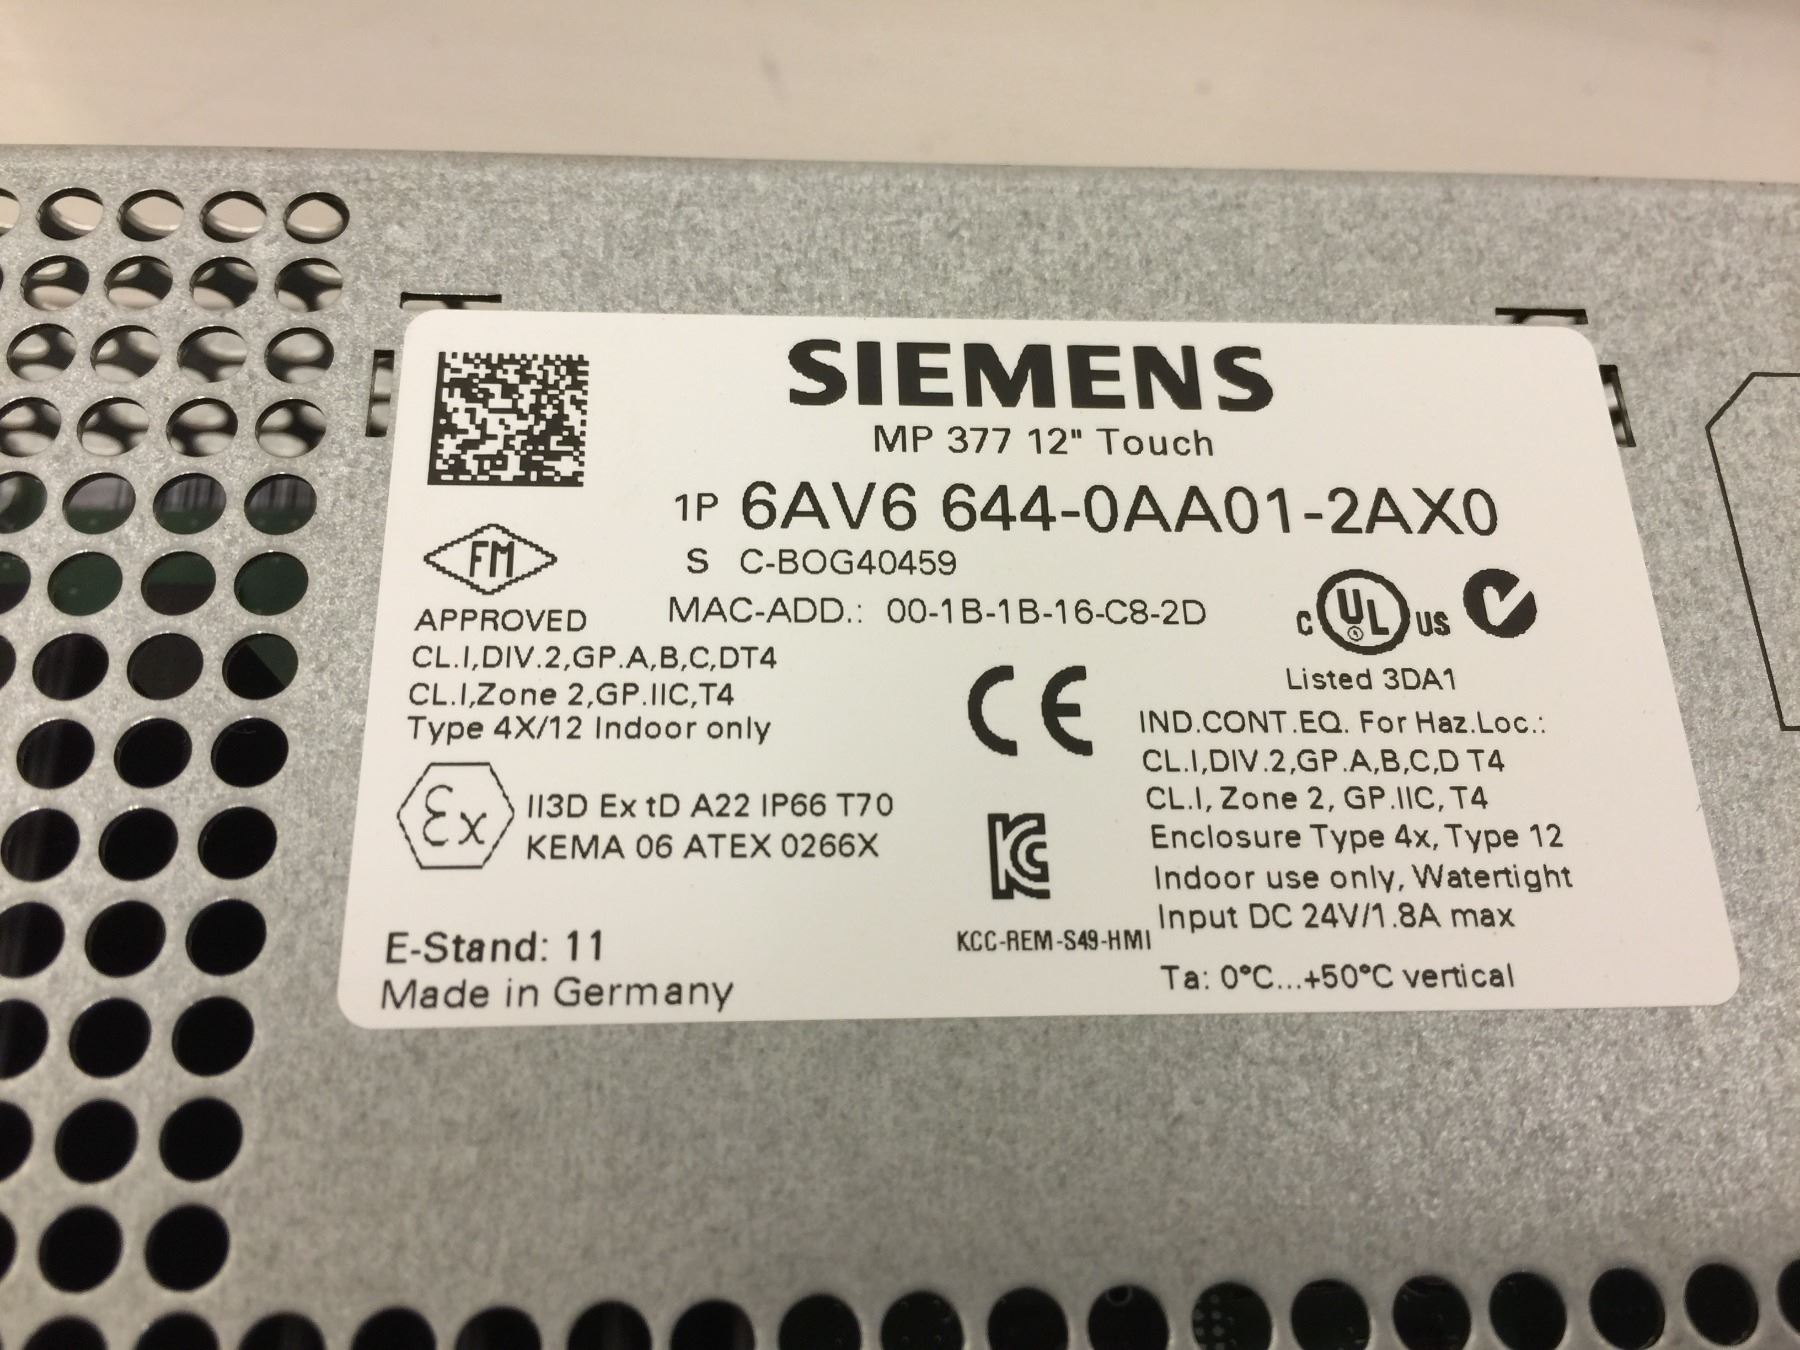 SIEMENS
MP 377 12" Touch
1P 6AV6 644-0AA01-2AX0
S C-BOG40459
MAC-ADD.: 00-1B-1B-16-C8-2D
FM
APPROVED
CL.I,DIV.2,GP.A,B,C,DT4
CL.I,Zone 2,GP.IIC,T4
Type 4X/12 Indoor only
C UL US
Listed 3DA1
CE
IND.CONT.EQ. For Haz.Loc.:
CL.I,DIV.2,GP.A,B,C,D T4
CL.I, Zone 2, GP.IIC, T4
Enclosure Type 4x, Type 12
Indoor use only, Watertight
Input DC 24V/1.8A max
Ta: 0°C...+50°C vertical
Ex II3D Ex tD A22 IP66 T70
KEMA 06 ATEX 0266X
KC
KCC-REM-S49-HMI
E-Stand: 11
Made in Germany